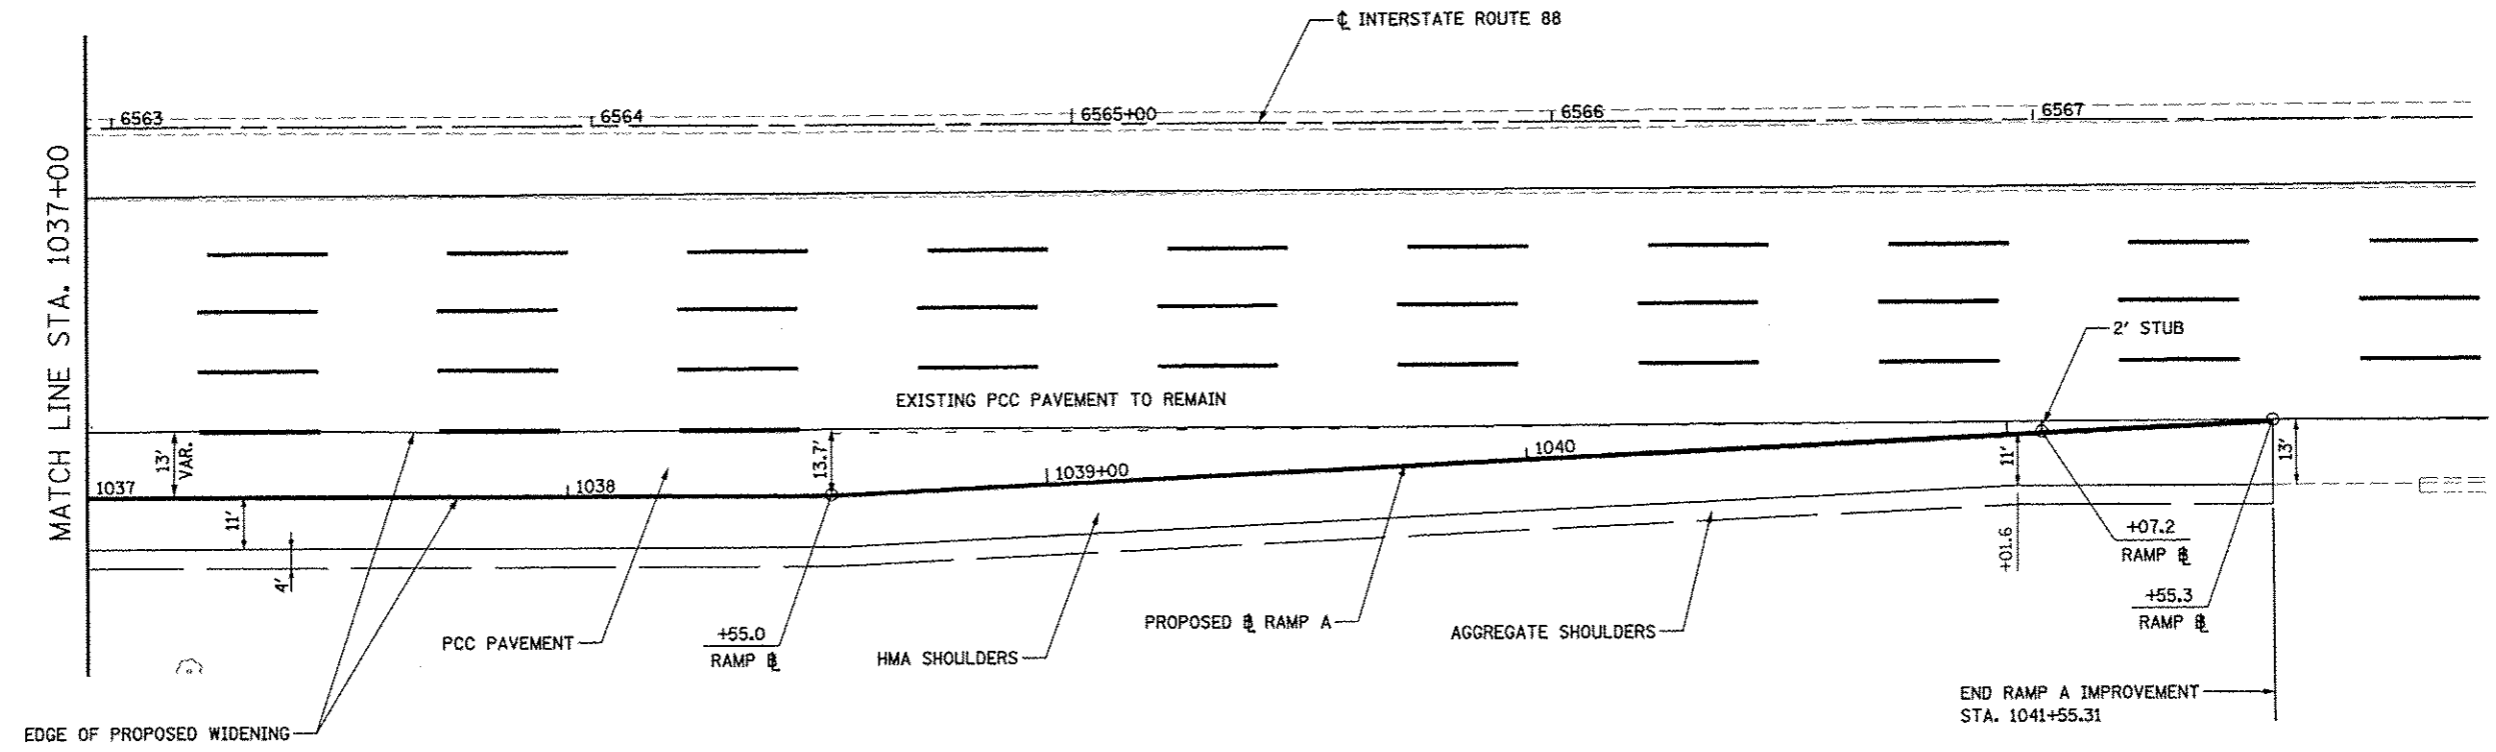 ℄ INTERSTATE ROUTE 88
6563
6564
6565+00
6566
6567
MATCH LINE STA. 1037+00
2' STUB
EXISTING PCC PAVEMENT TO REMAIN
13'
VAR.
13.7'
1037
1038
1039+00
1040
11'
13'
11'
4'
+01.6
+07.2
RAMP ⅊
+55.3
RAMP ⅊
PCC PAVEMENT
+55.0
RAMP ⅊
HMA SHOULDERS
PROPOSED ⅊ RAMP A
AGGREGATE SHOULDERS
END RAMP A IMPROVEMENT
STA. 1041+55.31
EDGE OF PROPOSED WIDENING